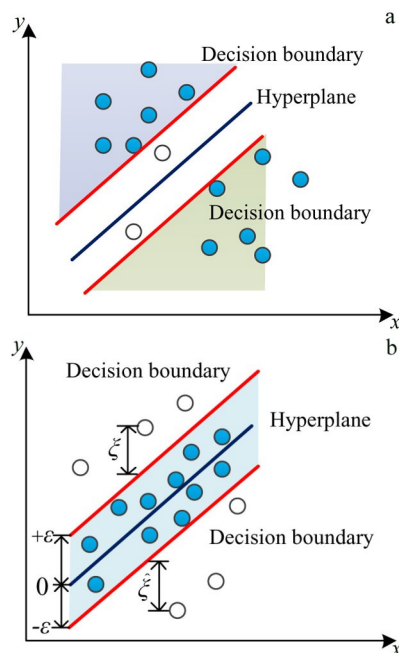 y
a
Decision boundary
Hyperplane
Decision boundary
x
y
b
Decision boundary
ξ
Hyperplane
+ε
Decision boundary
0
ξ̂
-ε
x